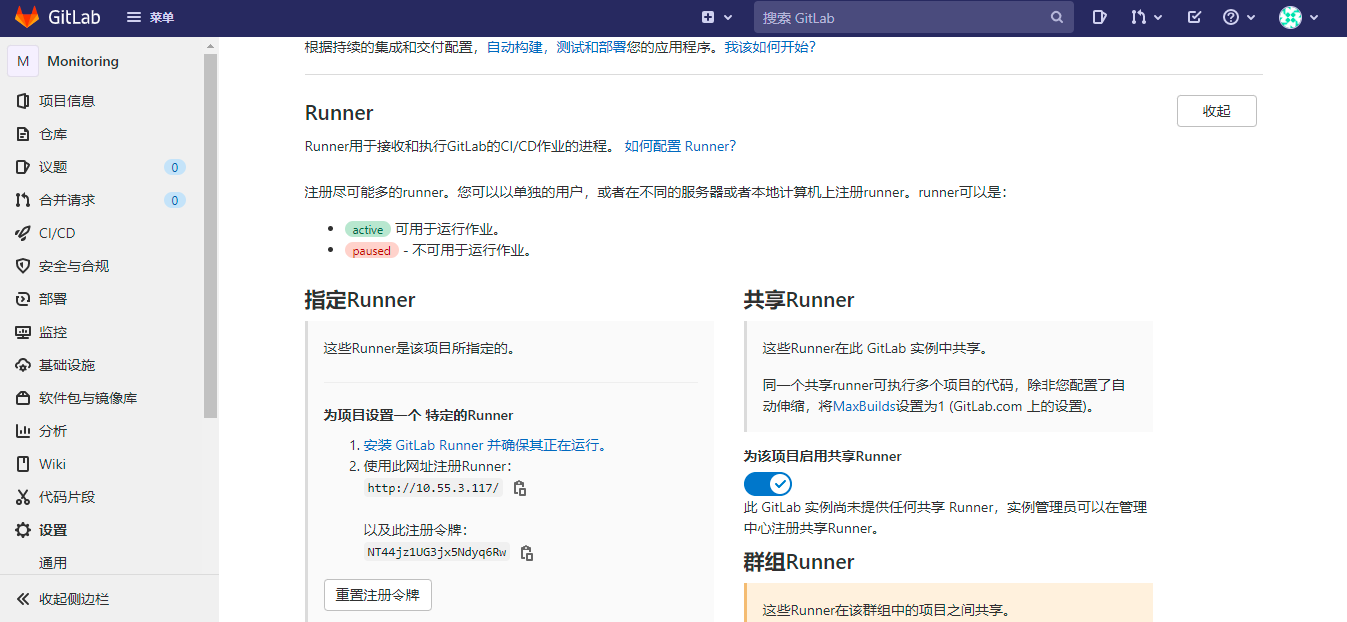 GitLab 菜单 搜索 GitLab
M Monitoring
项目信息
仓库
议题 0
合并请求 0
CI/CD
安全与合规
部署
监控
基础设施
软件包与镜像库
分析
Wiki
代码片段
设置
通用
收起侧边栏
根据持续的集成和交付配置，自动构建，测试和部署您的应用程序。我该如何开始?
Runner
收起
Runner用于接收和执行GitLab的CI/CD作业的进程。 如何配置 Runner?
注册尽可能多的runner。您可以以单独的用户，或者在不同的服务器或者本地计算机上注册runner。runner可以是：
active 可用于运行作业。
paused - 不可用于运行作业。
指定Runner
这些Runner是该项目所指定的。
为项目设置一个 特定的Runner
1. 安装 GitLab Runner 并确保其正在运行。
2. 使用此网址注册Runner：
http://10.55.3.117/
以及此注册令牌：
NT44jz1UG3jx5Ndyq6Rw
重置注册令牌
共享Runner
这些Runner在此 GitLab 实例中共享。
同一个共享runner可执行多个项目的代码，除非您配置了自
动伸缩，将MaxBuilds设置为1 (GitLab.com 上的设置)。
为该项目启用共享Runner
此 GitLab 实例尚未提供任何共享 Runner，实例管理员可以在管理
中心注册共享Runner。
群组Runner
这些Runner在该群组中的项目之间共享。